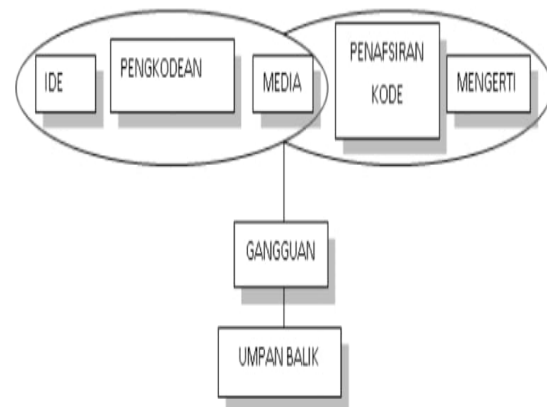 IDE
PENGKODEAN
MEDIA
PENAFSIRAN
KODE
MENGERTI
GANGGUAN
UMPAN BALIK